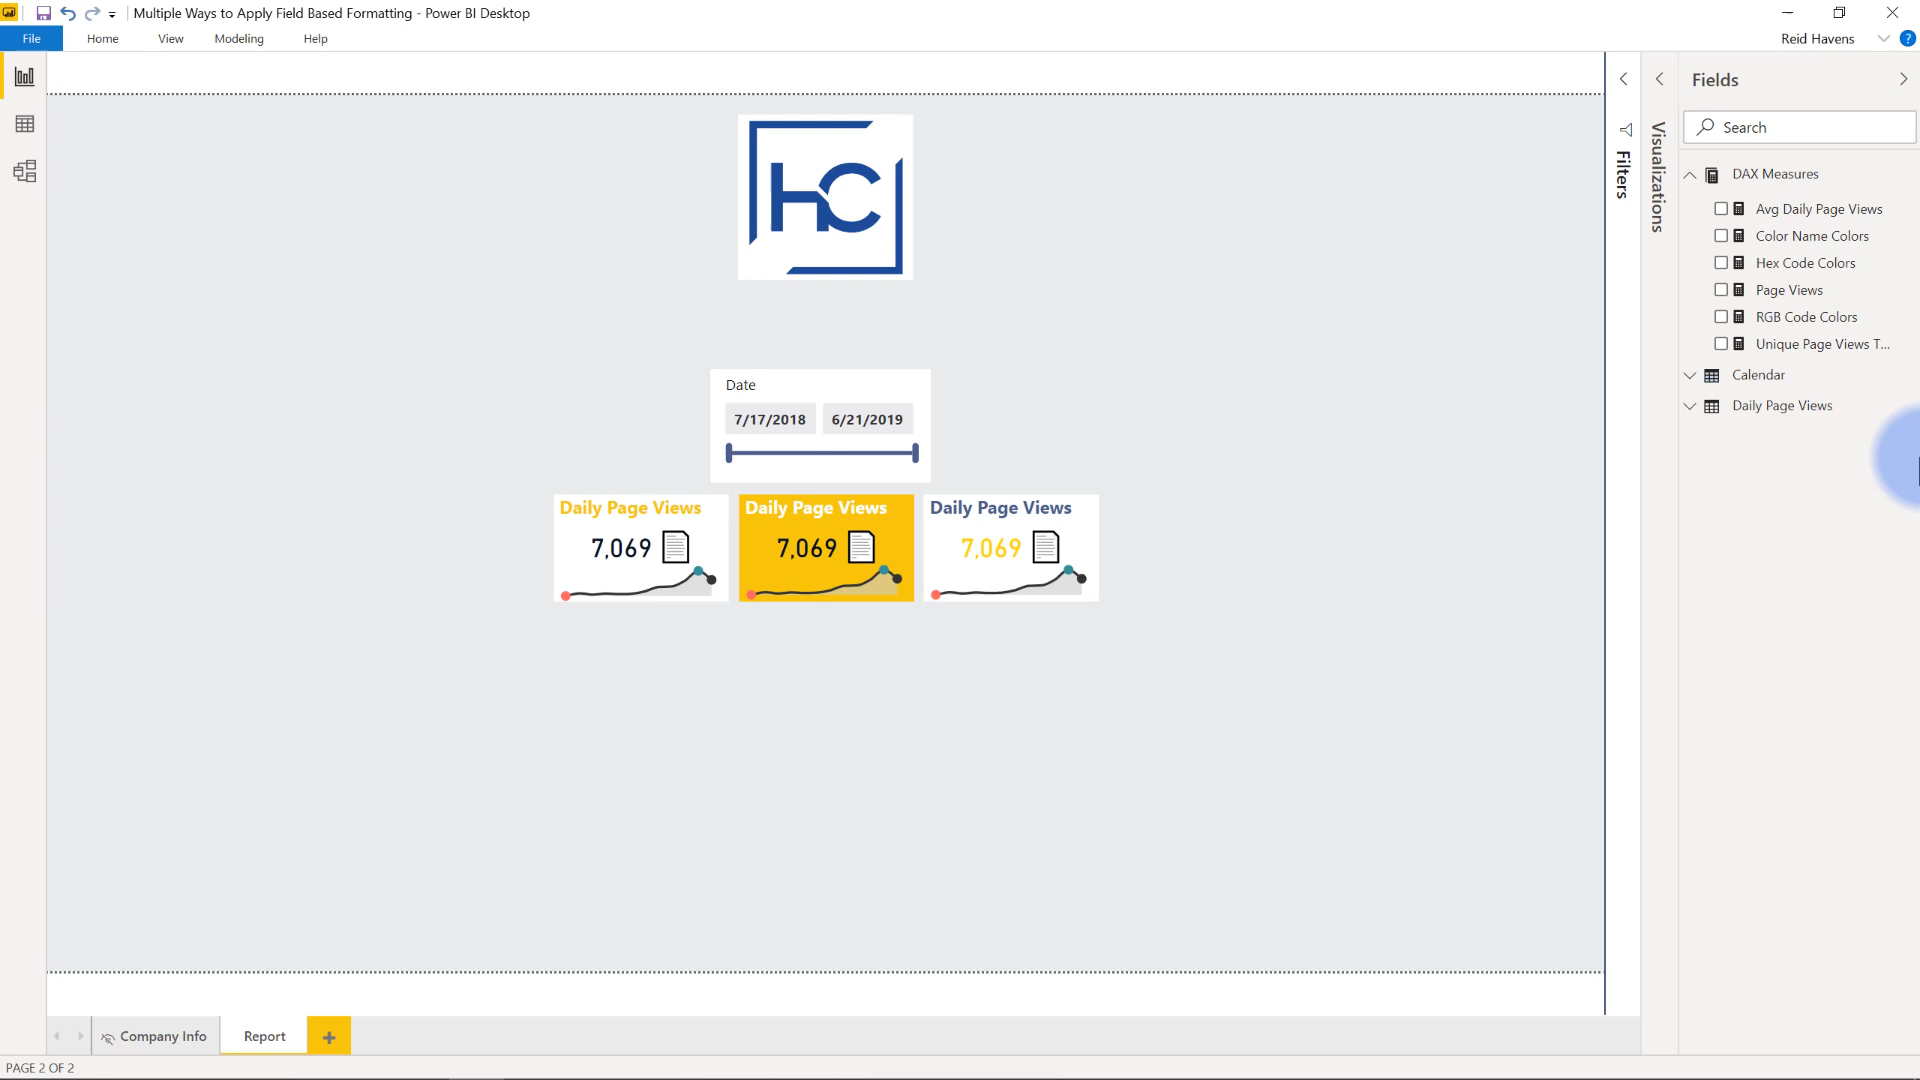 Multiple Ways to Apply Field Based Formatting - Power BI Desktop
File Home View Modeling Help
Reid Havens
?
HC
Date
7/17/2018 6/21/2019
Daily Page Views
7,069
Daily Page Views
7,069
Daily Page Views
7,069
Filters
Visualizations
Fields
Search
DAX Measures
Avg Daily Page Views
Color Name Colors
Hex Code Colors
Page Views
RGB Code Colors
Unique Page Views T...
Calendar
Daily Page Views
Company Info
Report
PAGE 2 OF 2